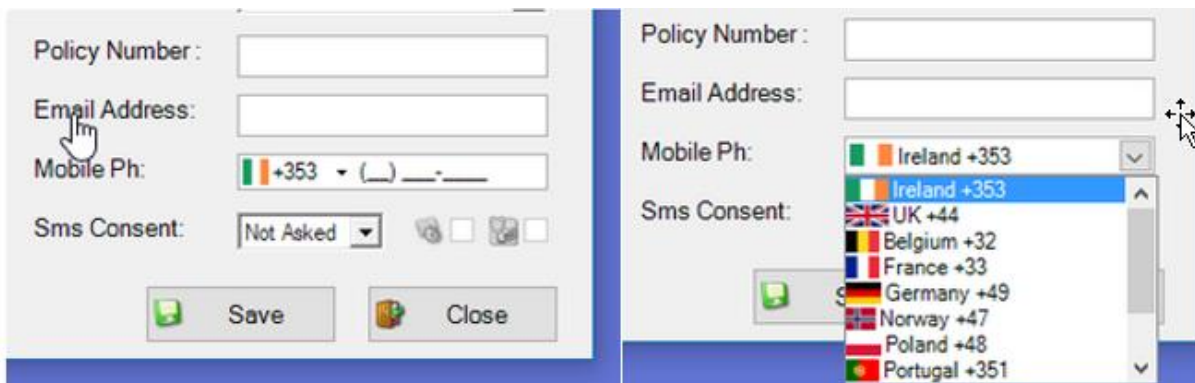 Policy Number :
Email Address:
Mobile Ph:
+353 (__) ___-____
Sms Consent:
Not Asked
Save
Close
Policy Number :
Email Address:
Mobile Ph:
Ireland +353
Ireland +353
UK +44
Sms Consent:
Belgium +32
France +33
Germany +49
S
Norway +47
Poland +48
Portugal +351